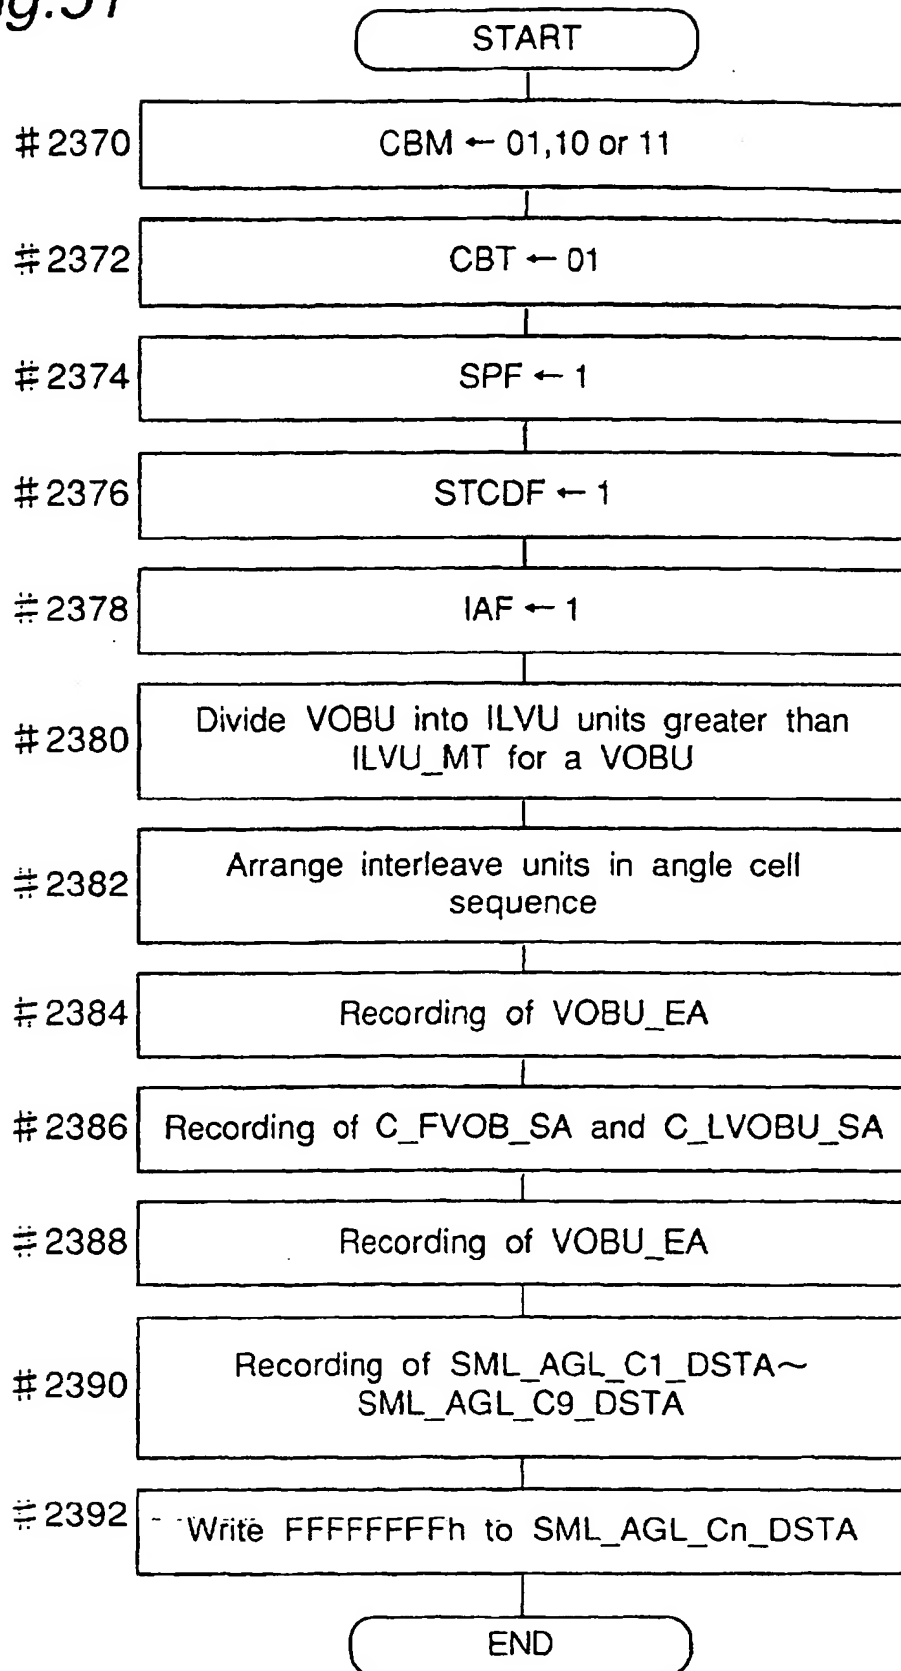 ig.57
START
#2370 CBM ← 01,10 or 11
#2372 CBT ← 01
#2374 SPF ← 1
#2376 STCDF ← 1
#2378 IAF ← 1
#2380 Divide VOBU into ILVU units greater than
ILVU_MT for a VOBU
#2382 Arrange interleave units in angle cell
sequence
#2384 Recording of VOBU_EA
#2386 Recording of C_FVOB_SA and C_LVOBU_SA
#2388 Recording of VOBU_EA
#2390 Recording of SML_AGL_C1_DSTA~
SML_AGL_C9_DSTA
#2392 Write FFFFFFFFh to SML_AGL_Cn_DSTA
END